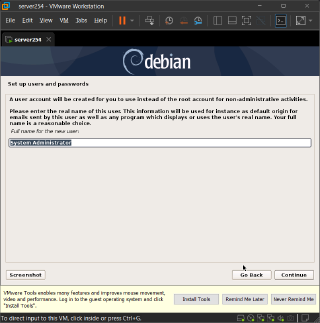 server254 - VMware Workstation
File Edit View VM Tabs Help
server254
debian
Set up users and passwords
A user account will be created for you to use instead of the root account for non-administrative activities.
Please enter the real name of this user. This information will be used for instance as default origin for
emails sent by this user as well as any program which displays or uses the user's real name. Your full
name is a reasonable choice.
Full name for the new user:
System Administrator
Screenshot Go Back Continue
VMware Tools enables many features and improves mouse movement,
video and performance. Log in to the guest operating system and click
"Install Tools".
Install Tools Remind Me Later Never Remind Me
To direct input to this VM, click inside or press Ctrl+G.